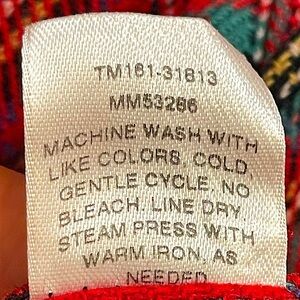 TM161-31813
MM53286
MACHINE WASH WITH
LIKE COLORS, COLD,
GENTLE CYCLE, NO
BLEACH, LINE DRY,
STEAM PRESS WITH
WARM IRON, AS
NEEDED